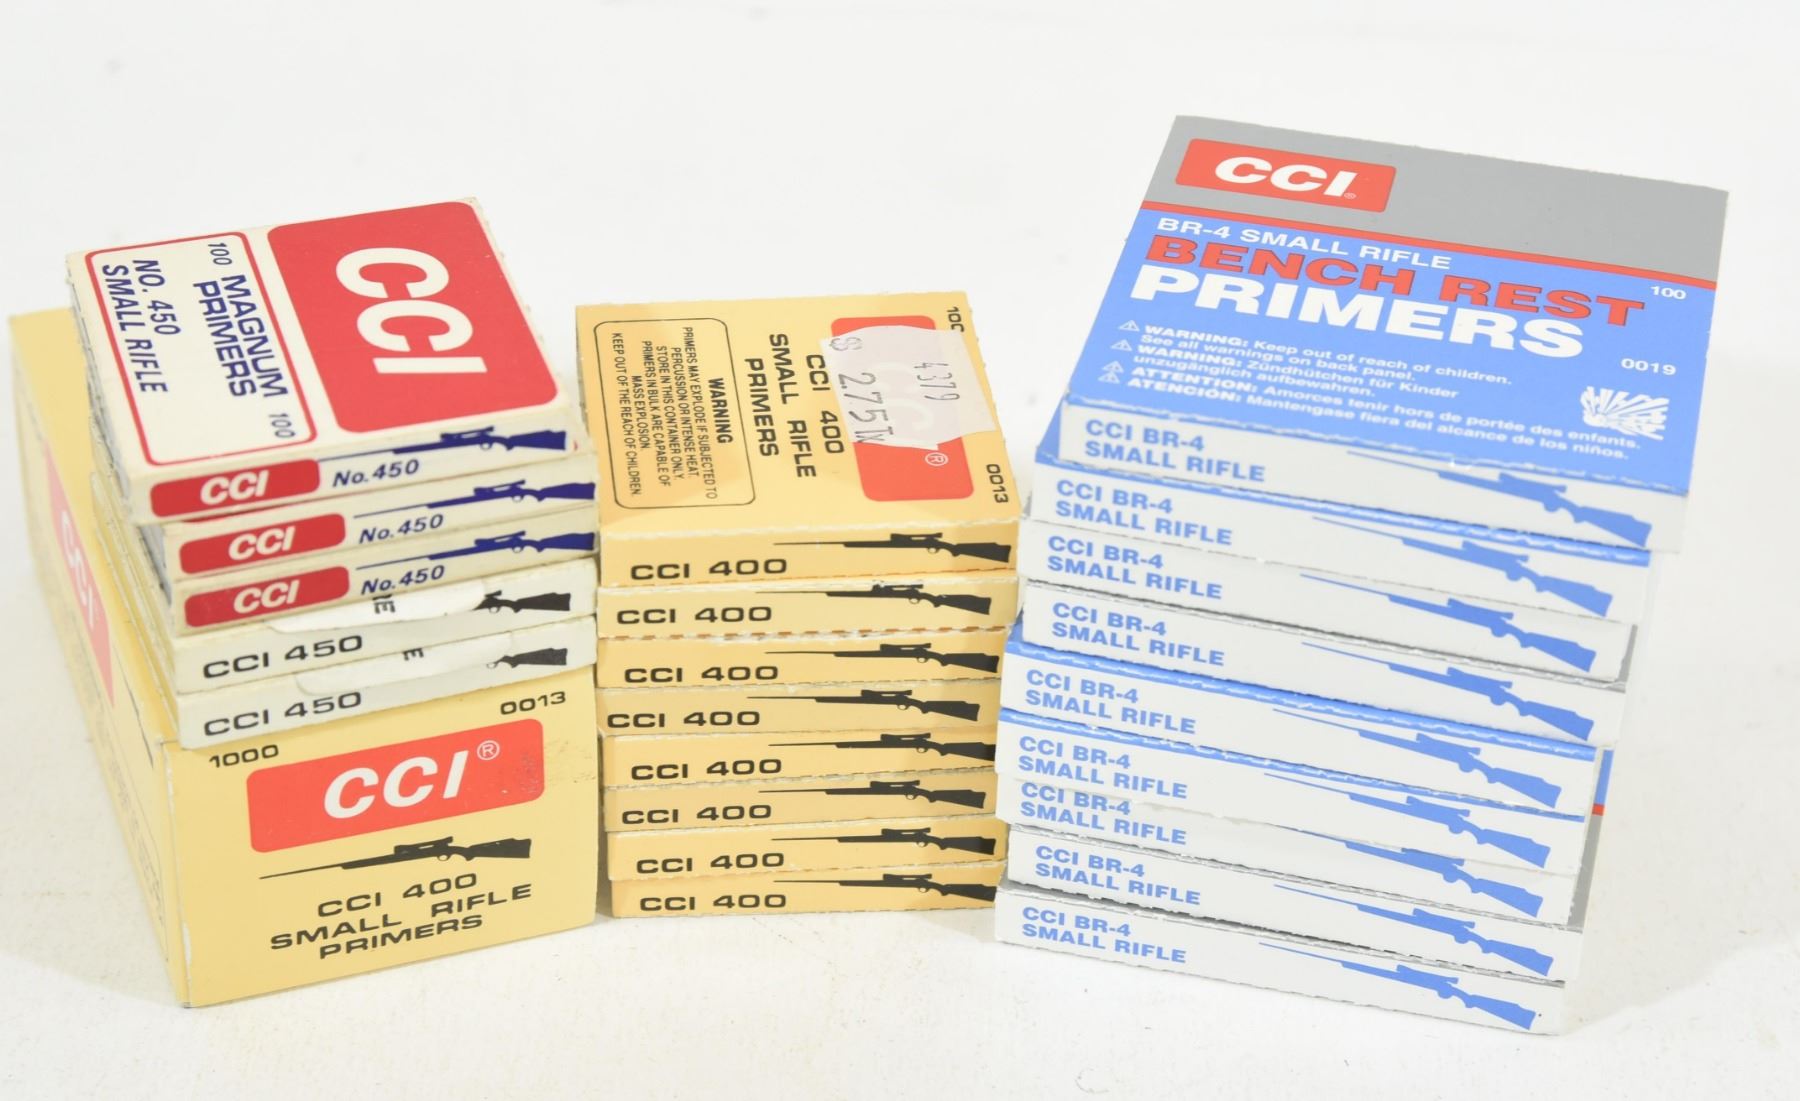 CCI
100
MAGNUM
PRIMERS
100
NO. 450
SMALL RIFLE
CCI No. 450
CCI No. 450
CCI No. 450
CCI 450
CCI 450
1000
0013
CCI®
CCI 400
SMALL RIFLE
PRIMERS
CCI
CCI 400
SMALL RIFLE
PRIMERS
0013
4379
$ 2.75
WARNING
PRIMERS MAY EXPLODE IF SUBJECTED TO
PERCUSSION OR INTENSE HEAT.
STORE IN THIS CONTAINER ONLY.
PRIMERS IN BULK ARE CAPABLE OF
MASS EXPLOSION.
KEEP OUT OF THE REACH OF CHILDREN.
CCI 400
CCI 400
CCI 400
CCI 400
CCI 400
CCI 400
CCI 400
CCI 400
CCI®
BR-4 SMALL RIFLE
BENCH REST
100
PRIMERS
0019
WARNING: Keep out of reach of children.
See all warnings on back panel.
WARNING: Zündhütchen für Kinder
unzugänglich aufbewahren.
ATTENTION: Amorces tenir hors de portée des enfants.
ATENCIÓN: Mantengase fiera del alcance de los niños.
CCI BR-4
SMALL RIFLE
CCI BR-4
SMALL RIFLE
CCI BR-4
SMALL RIFLE
CCI BR-4
SMALL RIFLE
CCI BR-4
SMALL RIFLE
CCI BR-4
SMALL RIFLE
CCI BR-4
SMALL RIFLE
CCI BR-4
SMALL RIFLE
CCI BR-4
SMALL RIFLE